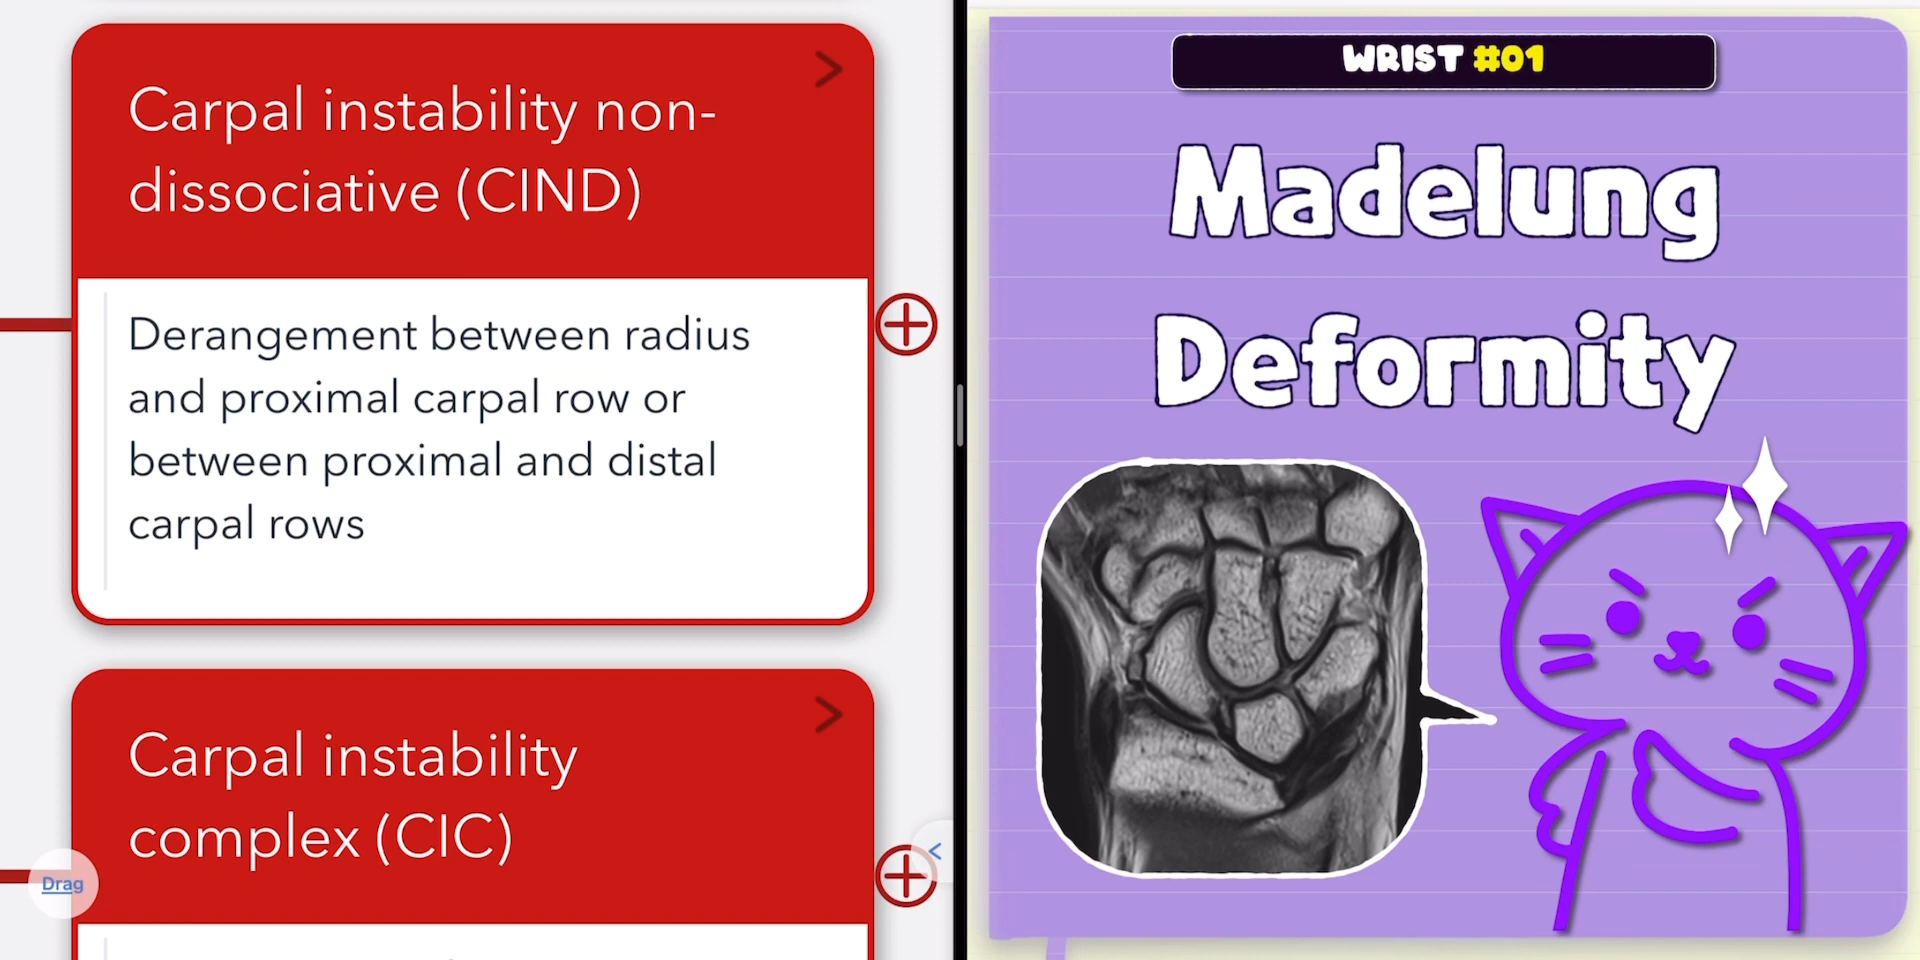 Carpal instability non-
dissociative (CIND)
Derangement between radius
and proximal carpal row or
between proximal and distal
carpal rows
Carpal instability
complex (CIC)
Drag
WRIST #01
Madelung
Deformity